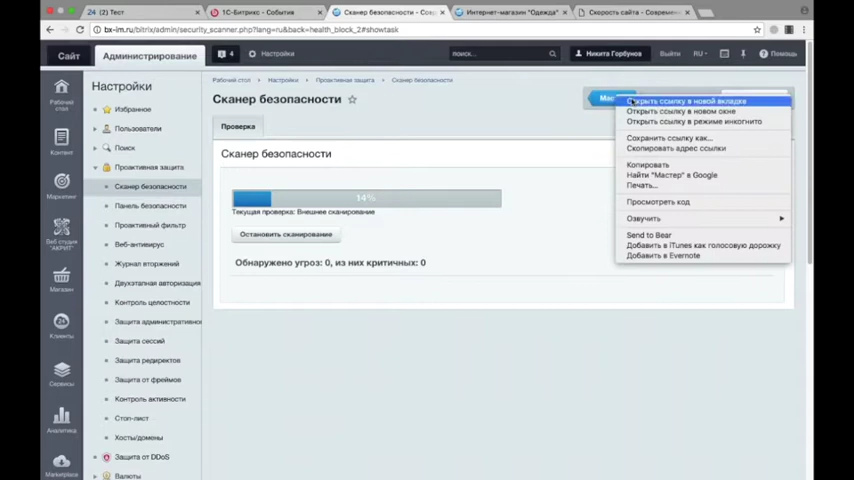 24 (2) Тест
1С-Битрикс - События
Сканер безопасности - Сов
Интернет-магазин "Одежда"
Скорость сайта - Современ
bx-im.ru/bitrix/admin/security_scanner.php?lang=ru&back=health_block_2#showtask
Сайт
Администрирование
4
Настройки
поиск...
Никита Горбунов
Выйти
RU
Помощь
Рабочий стол
Контент
Маркетинг
Веб студия "АКРИТ"
Магазин
Клиенты
Сервисы
Аналитика
Marketplace
Настройки
Избранное
Пользователи
Поиск
Проактивная защита
Сканер безопасности
Панель безопасности
Проактивный фильтр
Веб-антивирус
Журнал вторжений
Двухэтапная авторизация
Контроль целостности
Защита административно
Защита сессий
Защита редиректов
Защита от фреймов
Контроль активности
Стоп-лист
Хосты/домены
Защита от DDoS
Валюты
Рабочий стол
Настройки
Проактивная защита
Сканер безопасности
Сканер безопасности
Проверка
Сканер безопасности
14%
Текущая проверка: Внешнее сканирование
Остановить сканирование
Обнаружено угроз: 0, из них критичных: 0
Мас
Открыть ссылку в новой вкладке
Открыть ссылку в новом окне
Открыть ссылку в режиме инкогнито
Сохранить ссылку как...
Скопировать адрес ссылки
Копировать
Найти "Мастер" в Google
Печать...
Просмотреть код
Озвучить
Send to Bear
Добавить в iTunes как голосовую дорожку
Добавить в Evernote